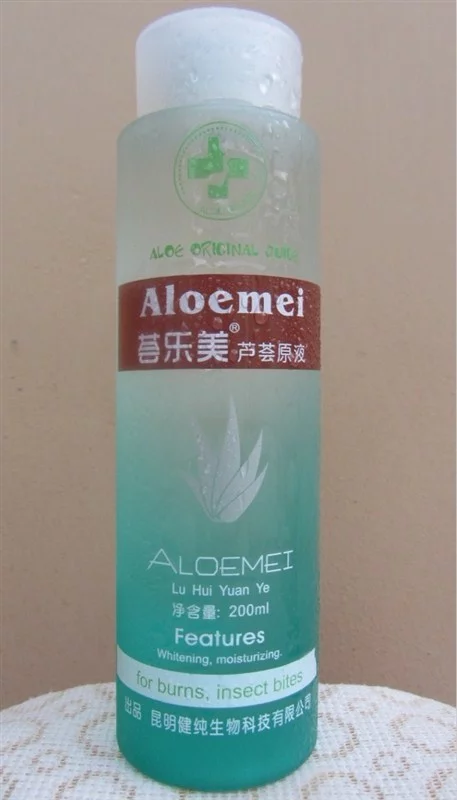 ALOE ORIGINAL JUICE
Aloemei
荟乐美® 芦荟原液
ALOEMEI
Lu Hui Yuan Ye
净含量: 200ml
Features
Whitening, moisturizing.
for burns, insect bites
出品 昆明健纯生物科技有限公司